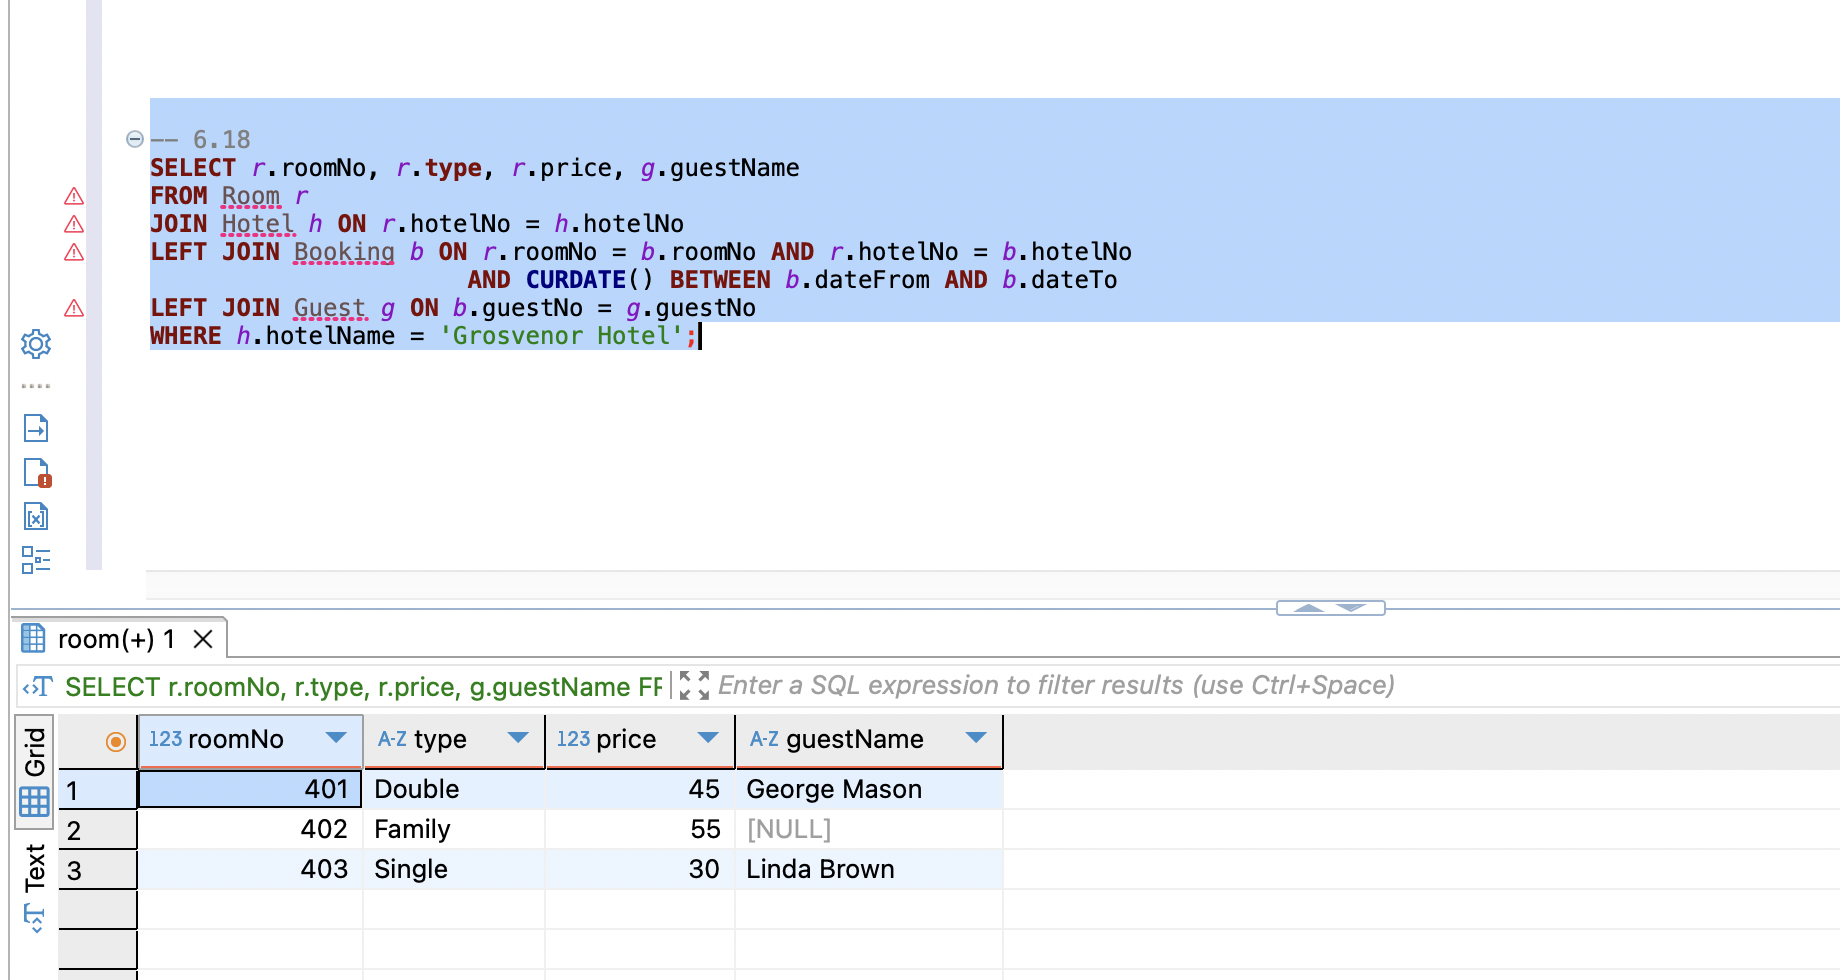 -- 6.18
SELECT r.roomNo, r.type, r.price, g.guestName
FROM Room r
JOIN Hotel h ON r.hotelNo = h.hotelNo
LEFT JOIN Booking b ON r.roomNo = b.roomNo AND r.hotelNo = b.hotelNo
AND CURDATE() BETWEEN b.dateFrom AND b.dateTo
LEFT JOIN Guest g ON b.guestNo = g.guestNo
WHERE h.hotelName = 'Grosvenor Hotel';
room(+) 1
SELECT r.roomNo, r.type, r.price, g.guestName FF Enter a SQL expression to filter results (use Ctrl+Space)
Grid
Text
123 roomNo A-Z type 123 price A-Z guestName
1 401 Double 45 George Mason
2 402 Family 55 [NULL]
3 403 Single 30 Linda Brown